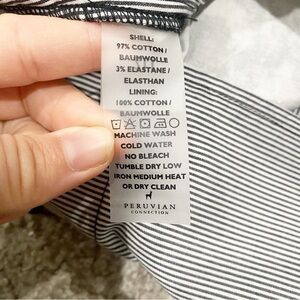 SHELL:
97% COTTON /
BAUMWOLLE
3% ELASTANE /
ELASTHAN
LINING:
100% COTTON /
BAUMWOLLE
MACHINE WASH
COLD WATER
NO BLEACH
TUMBLE DRY LOW
IRON MEDIUM HEAT
OR DRY CLEAN
PERUVIAN
CONNECTION